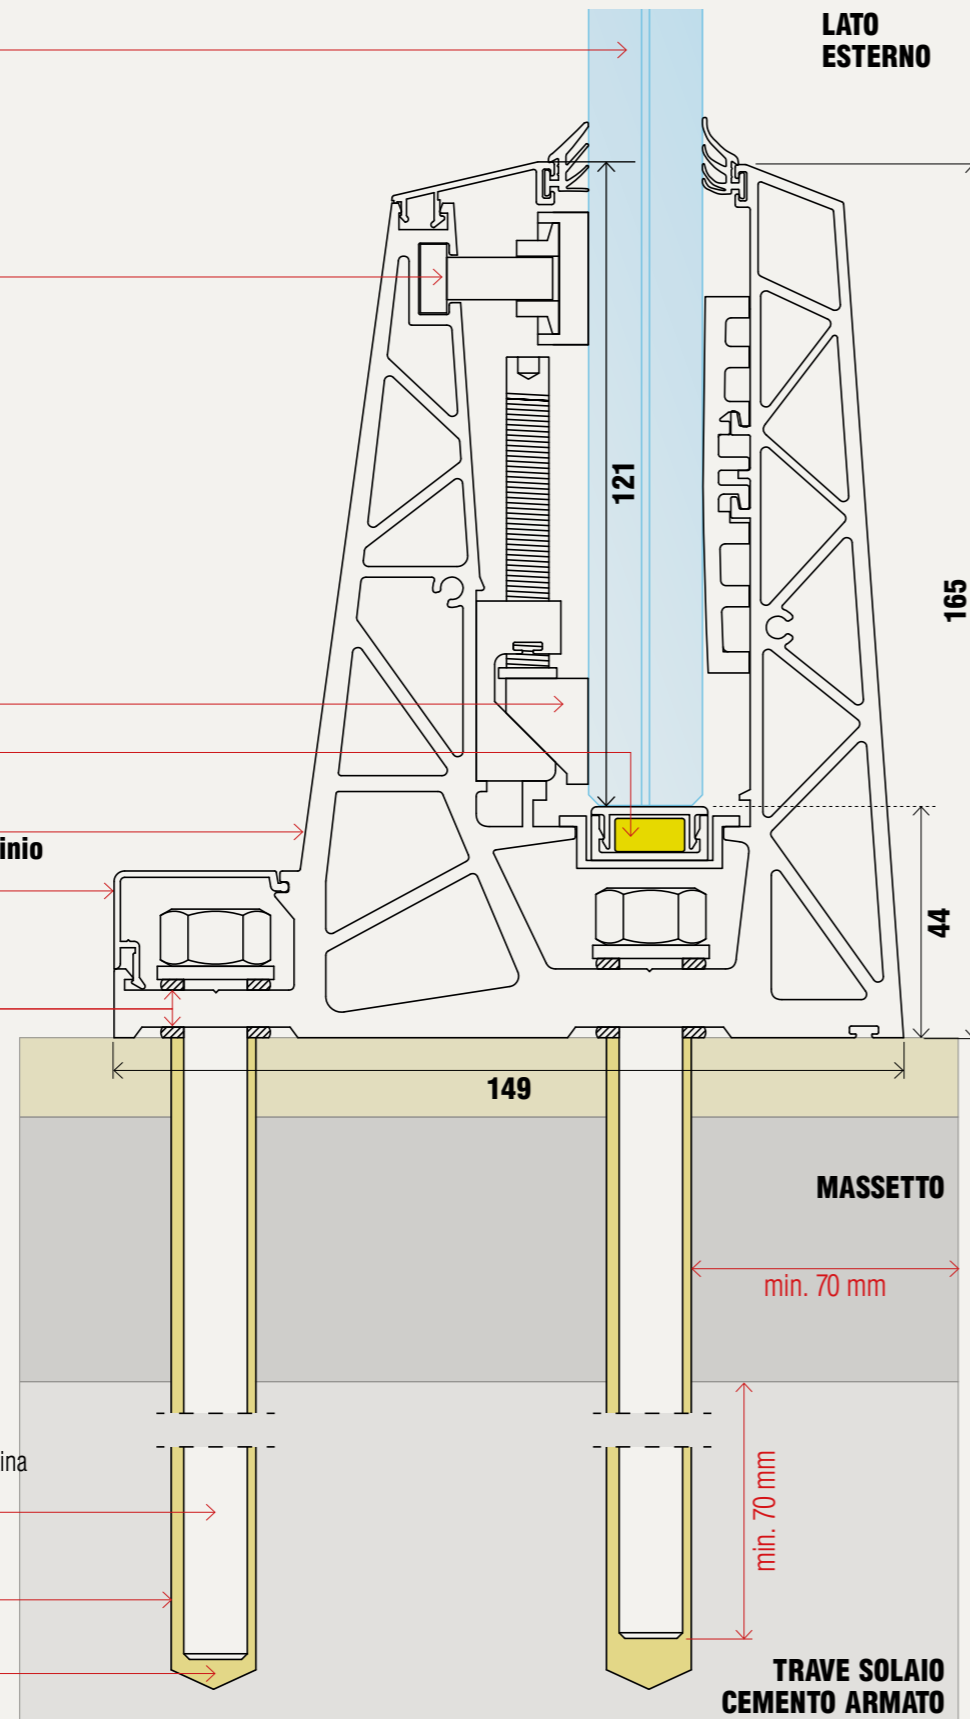 LATO
ESTERNO
121
165
inio
44
149
MASSETTO
min. 70 mm
ina
min. 70 mm
TRAVE SOLAIO
CEMENTO ARMATO